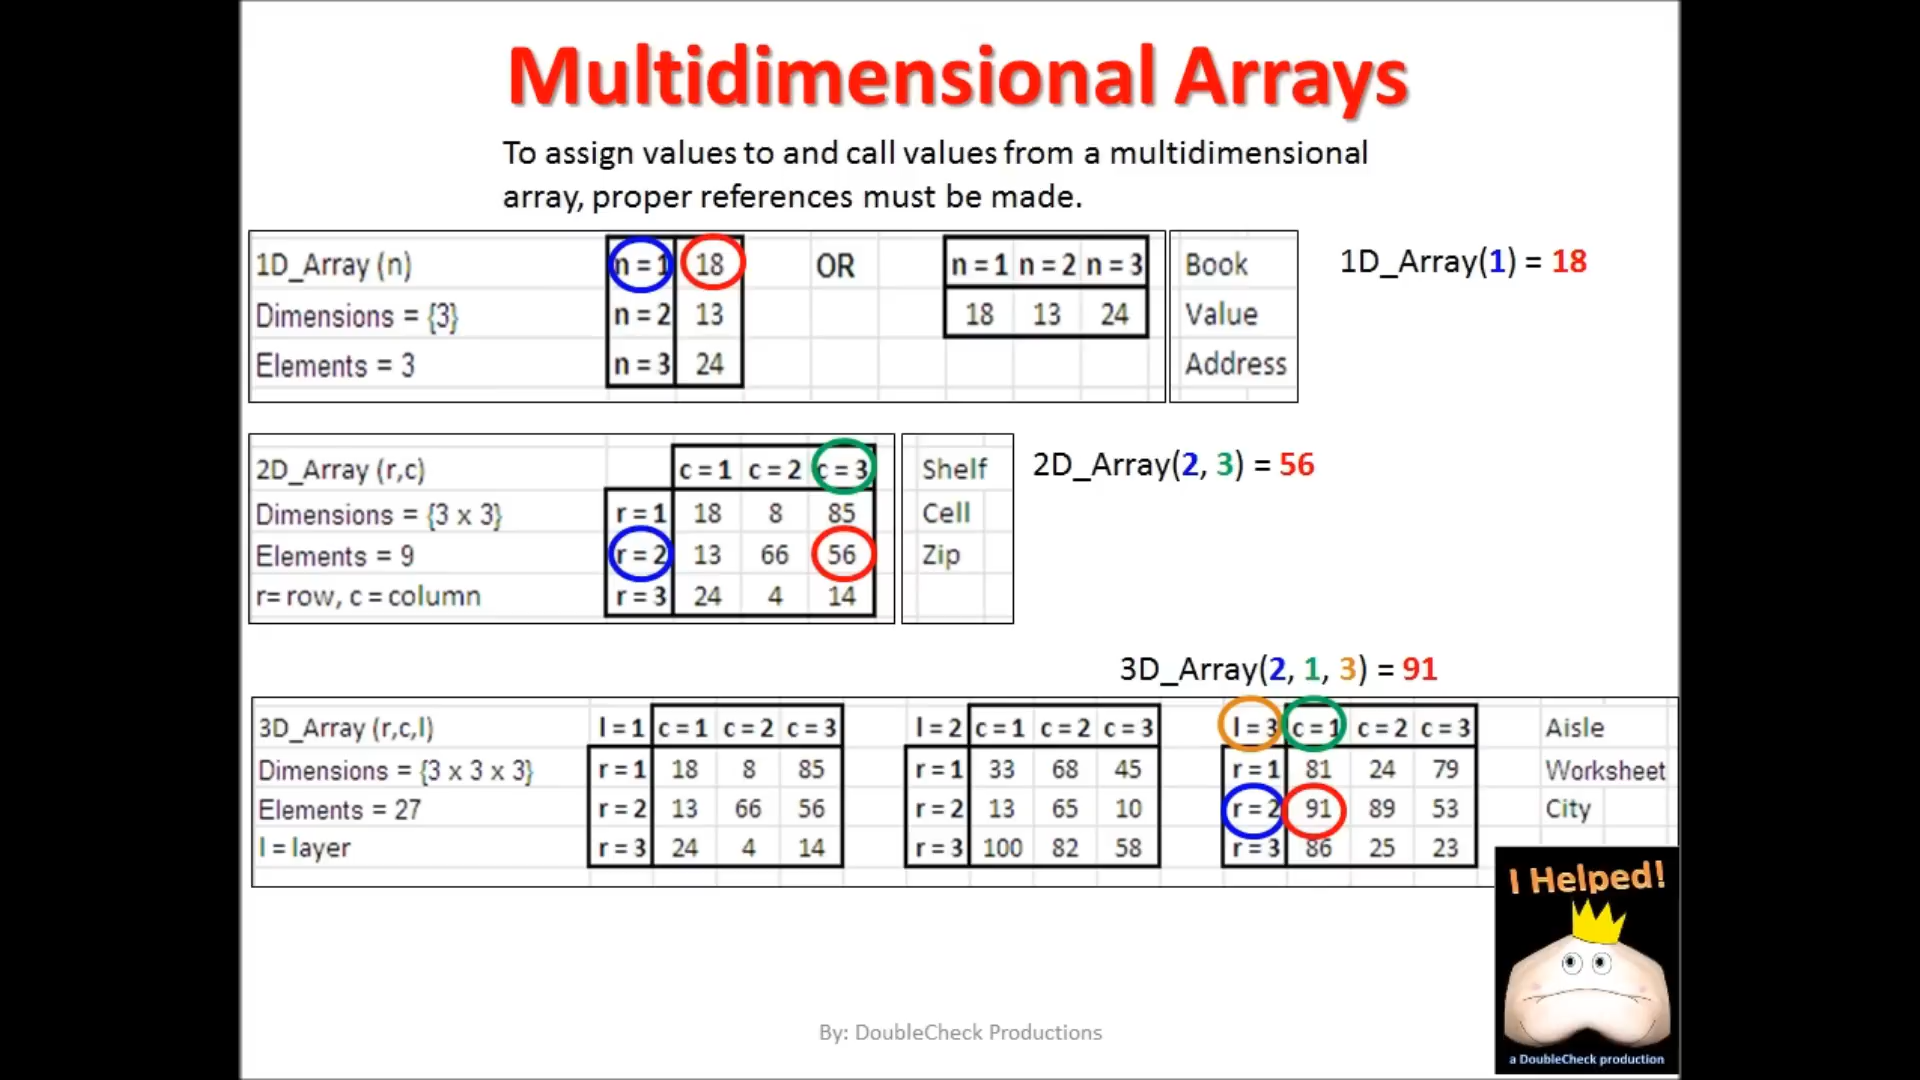 Multidimensional Arrays
To assign values to and call values from a multidimensional
array, proper references must be made.
1D_Array (n) n = 1 18 OR n = 1 n = 2 n = 3 Book 1D_Array(1) = 18
Dimensions = {3} n = 2 13 18 13 24 Value
Elements = 3 n = 3 24 Address
2D_Array (r,c) c = 1 c = 2 c = 3 Shelf 2D_Array(2, 3) = 56
Dimensions = {3 x 3} r = 1 18 8 85 Cell
Elements = 9 r = 2 13 66 56 Zip
r= row, c = column r = 3 24 4 14
3D_Array(2, 1, 3) = 91
3D_Array (r,c,l) l = 1 c = 1 c = 2 c = 3 l = 2 c = 1 c = 2 c = 3 l = 3 c = 1 c = 2 c = 3 Aisle
Dimensions = {3 x 3 x 3} r = 1 18 8 85 r = 1 33 68 45 r = 1 81 24 79 Worksheet
Elements = 27 r = 2 13 66 56 r = 2 13 65 10 r = 2 91 89 53 City
l = layer r = 3 24 4 14 r = 3 100 82 58 r = 3 86 25 23
I Helped!
By: DoubleCheck Productions
a DoubleCheck production